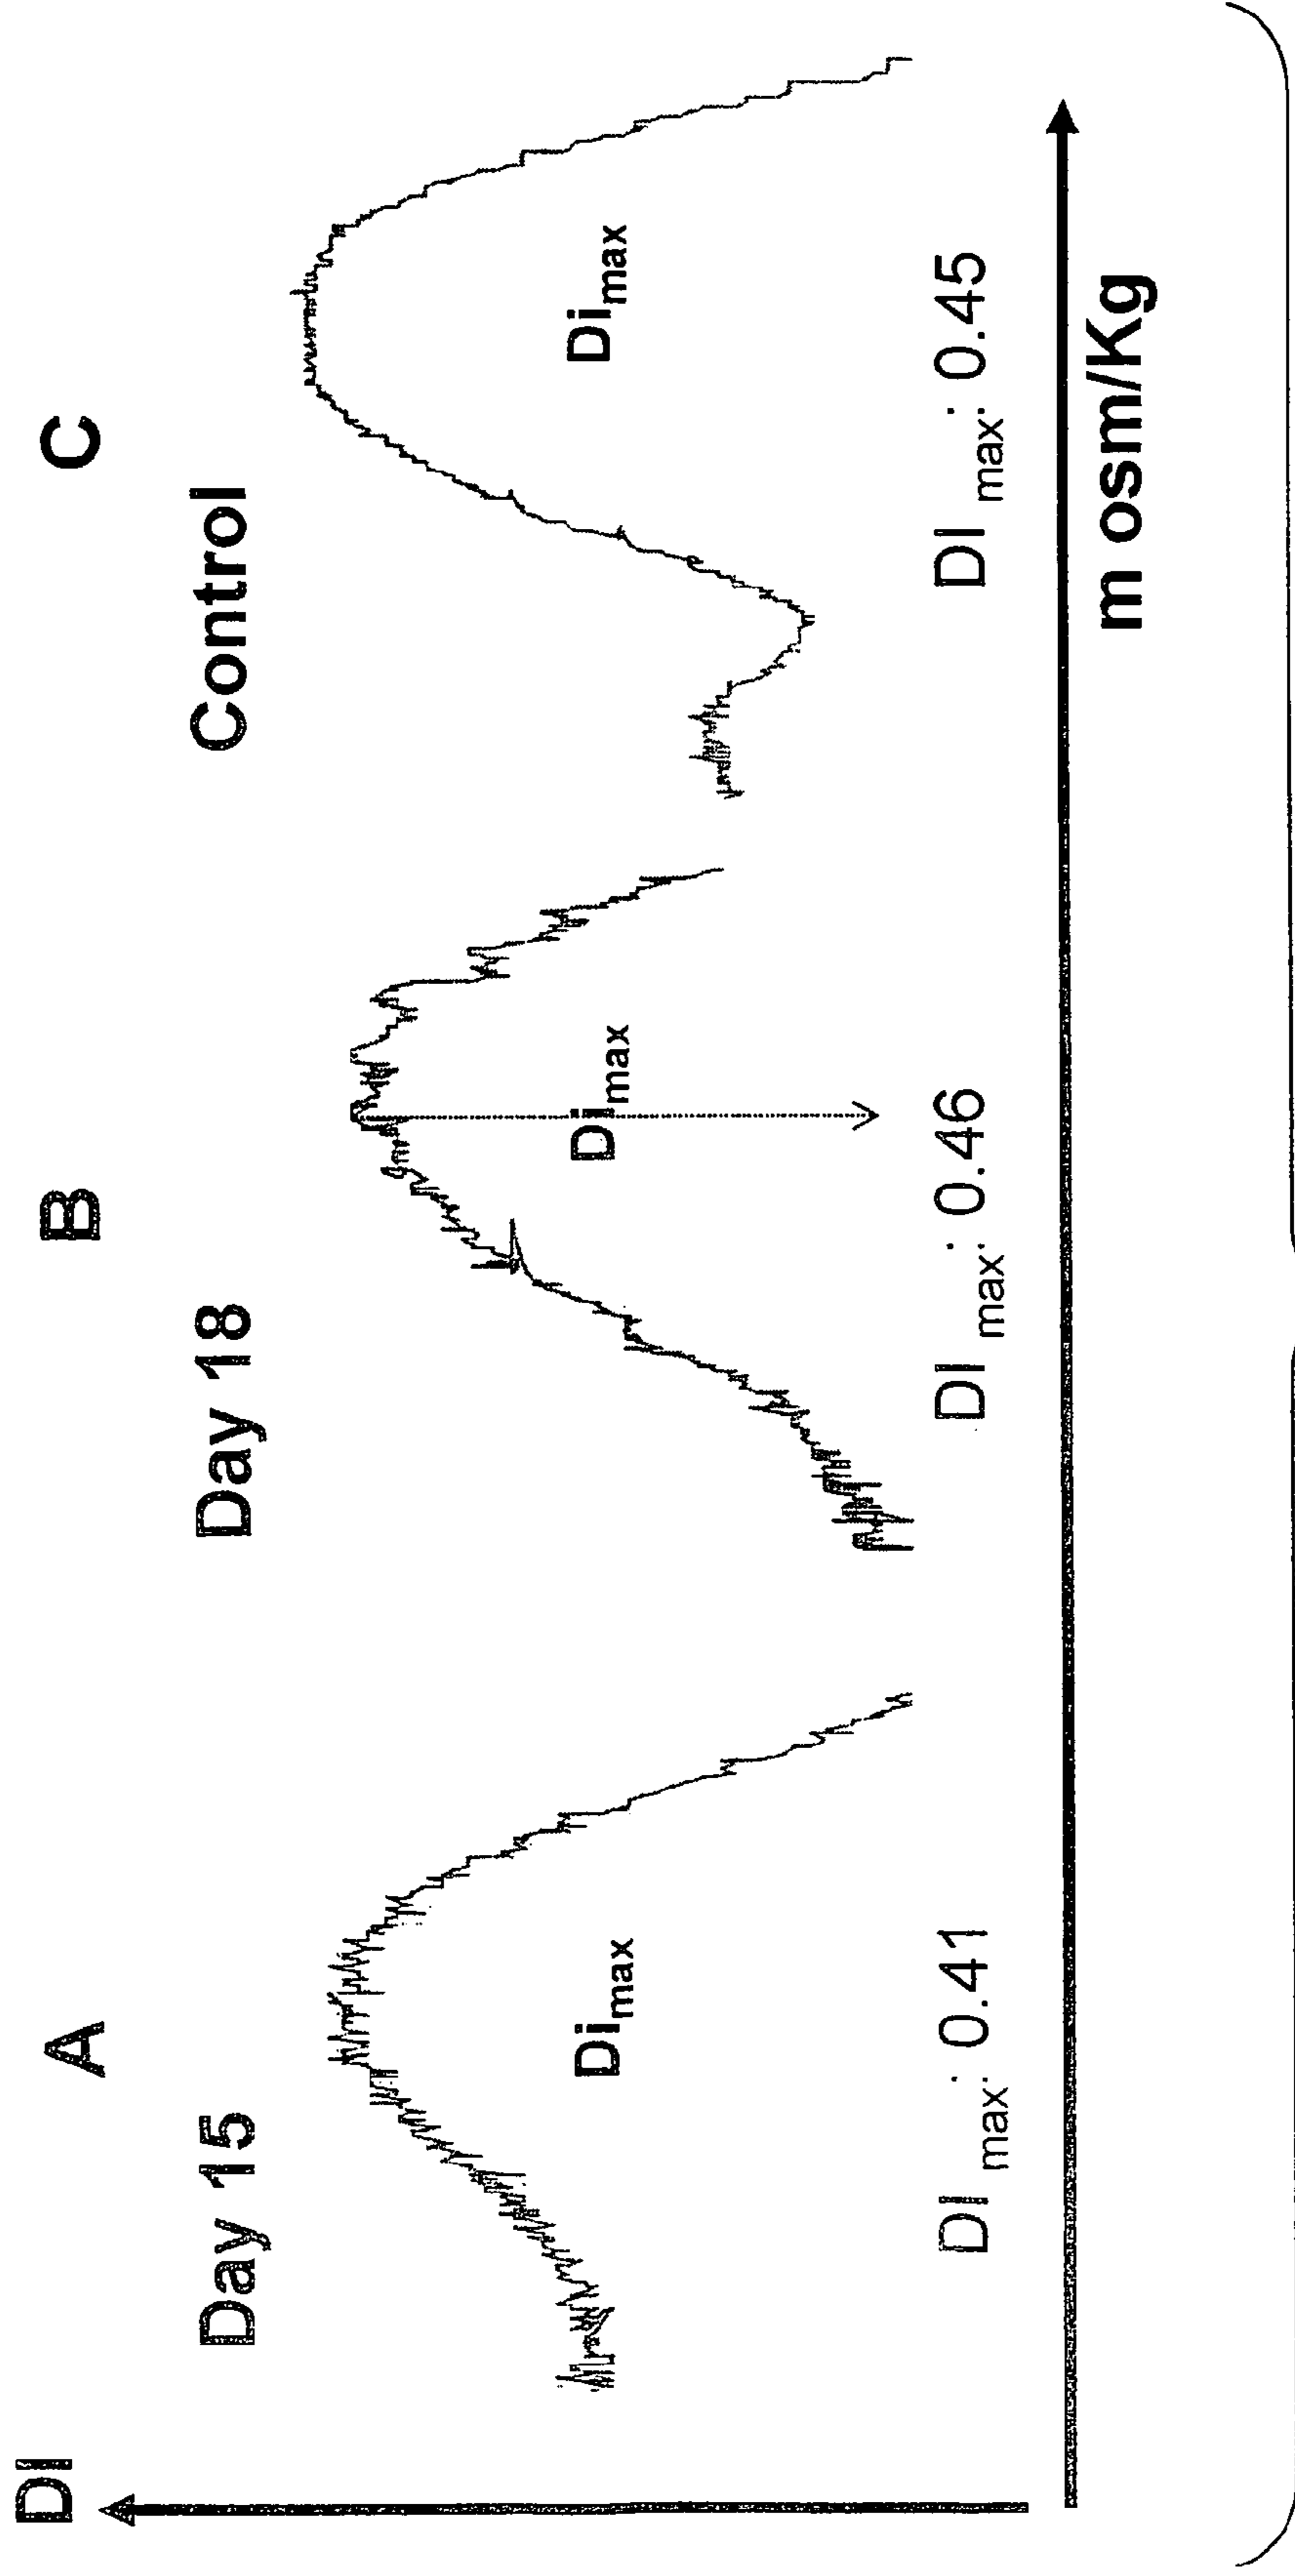 DI
A
B
C
Day 15
Day 18
Control
Di max
Di max
Di max
DI max: 0.41
DI max: 0.46
DI max: 0.45
m osm/Kg